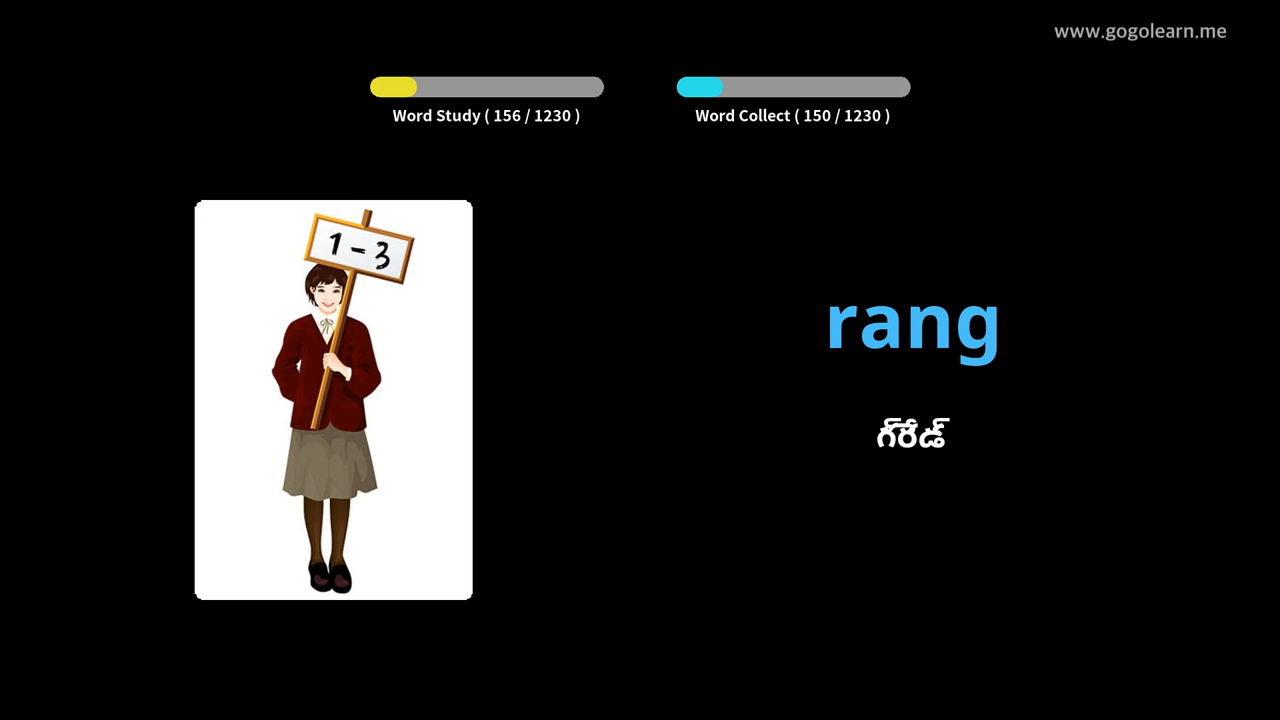 www.gogolearn.me
Word Study ( 156 / 1230 )
Word Collect ( 150 / 1230 )
1 - 3
rang
గ్రేడ్